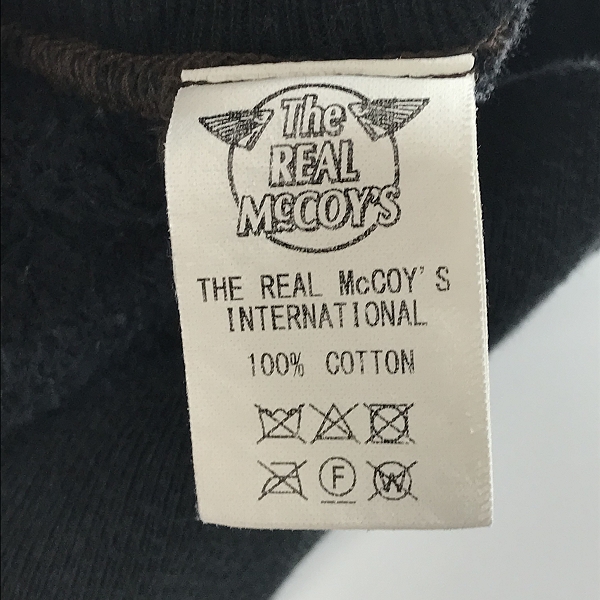 The
REAL
McCOY'S
THE REAL McCOY'S
INTERNATIONAL
100% COTTON
F
W